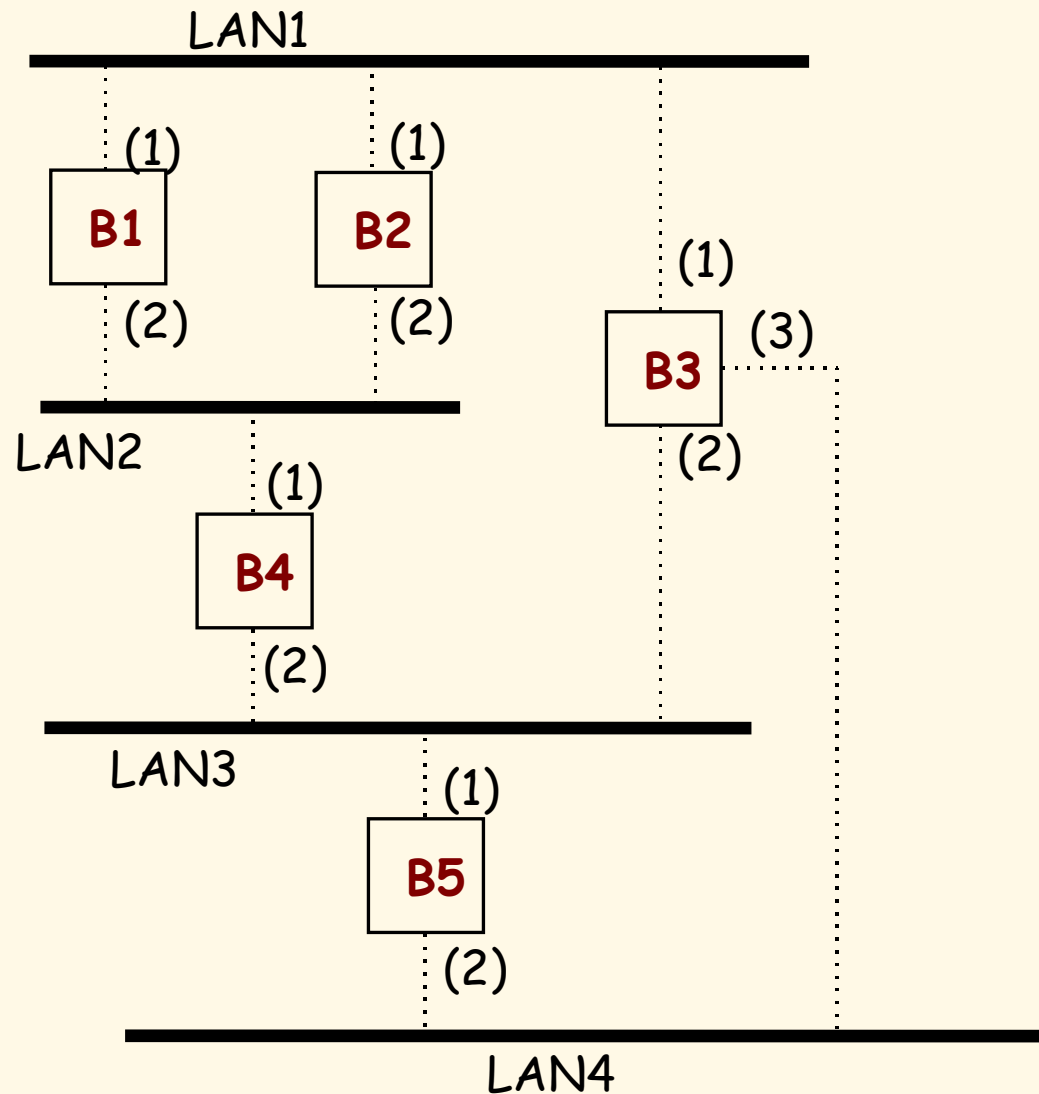 LAN1
(1)
(1)
B1
B2
(1)
(2)
(2)
(3)
B3
LAN2
(2)
(1)
B4
(2)
LAN3
(1)
B5
(2)
LAN4